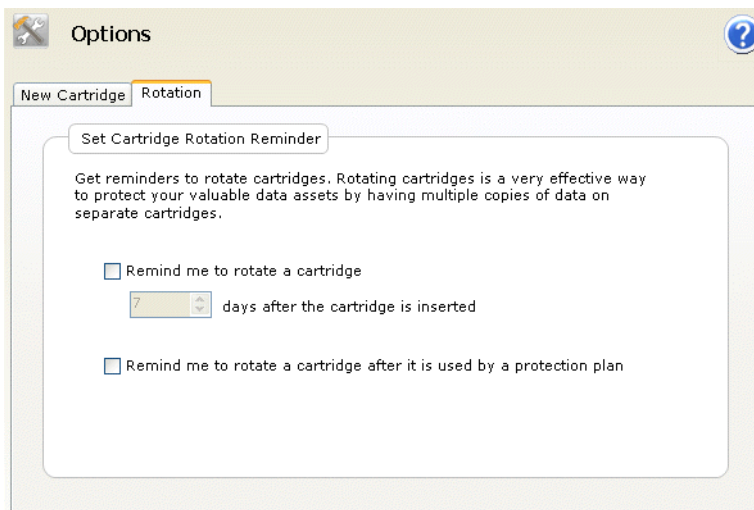 Options
?
New Cartridge Rotation
Set Cartridge Rotation Reminder
Get reminders to rotate cartridges. Rotating cartridges is a very effective way
to protect your valuable data assets by having multiple copies of data on
separate cartridges.
Remind me to rotate a cartridge
7 days after the cartridge is inserted
Remind me to rotate a cartridge after it is used by a protection plan